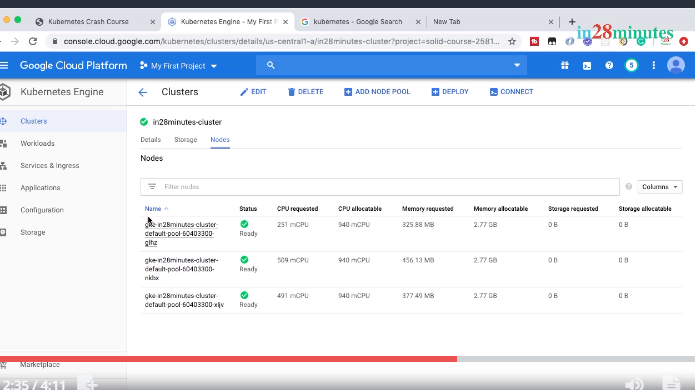 Kubernetes Crash Course
Kubernetes Engine - My First P
kubernetes - Google Search
New Tab
in28minutes
console.cloud.google.com/kubernetes/clusters/details/us-central1-a/in28minutes-cluster?project=solid-course-2581...
Google Cloud Platform
My First Project
5
Kubernetes Engine
Clusters
EDIT
DELETE
ADD NODE POOL
DEPLOY
CONNECT
Clusters
Workloads
Services & Ingress
Applications
Configuration
Storage
Marketplace
in28minutes-cluster
Details Storage Nodes
Nodes
Filter nodes
Columns
Name Status CPU requested CPU allocatable Memory requested Memory allocatable Storage requested Storage allocatable
gke-in28minutes-cluster-
default-pool-60403300-
glhz
Ready 251 mCPU 940 mCPU 325.88 MB 2.77 GB 0 B 0 B
gke-in28minutes-cluster-
default-pool-60403300-
nkbx
Ready 509 mCPU 940 mCPU 456.13 MB 2.77 GB 0 B 0 B
gke-in28minutes-cluster-
default-pool-60403300-xljv
Ready 491 mCPU 940 mCPU 377.49 MB 2.77 GB 0 B 0 B
2:35 / 4:11